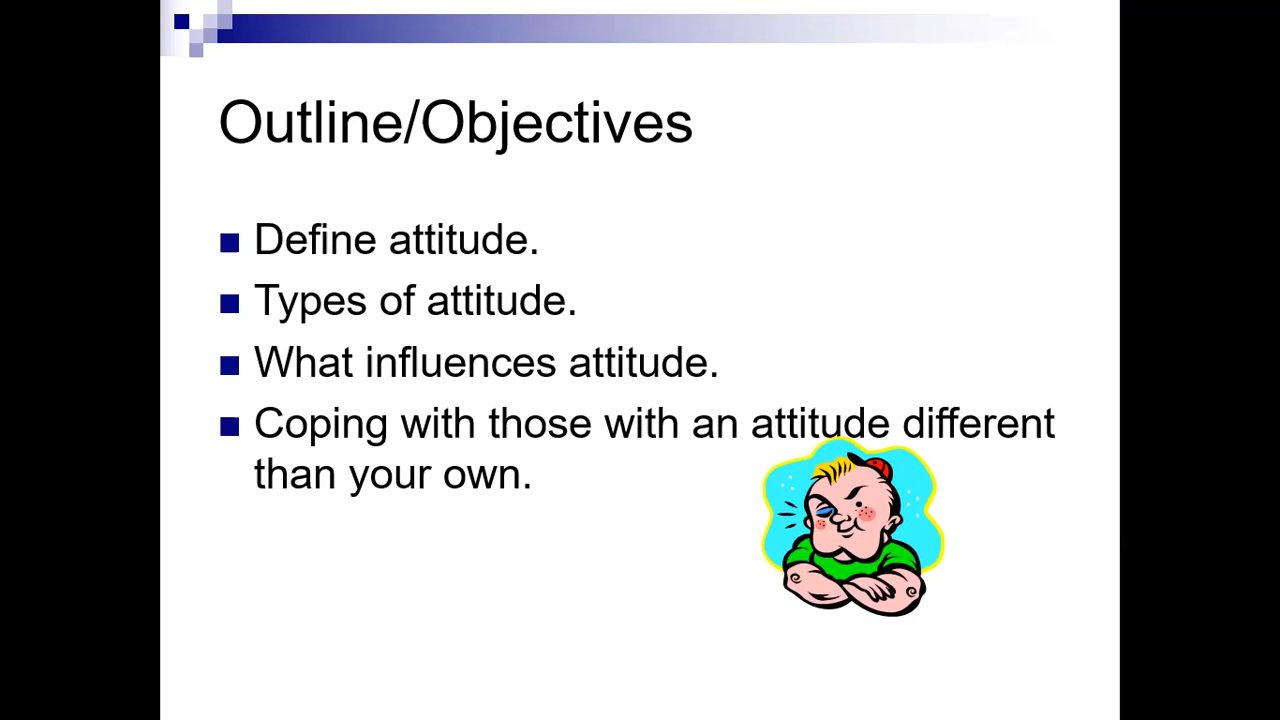 Outline/Objectives
Define attitude.
Types of attitude.
What influences attitude.
Coping with those with an attitude different
than your own.